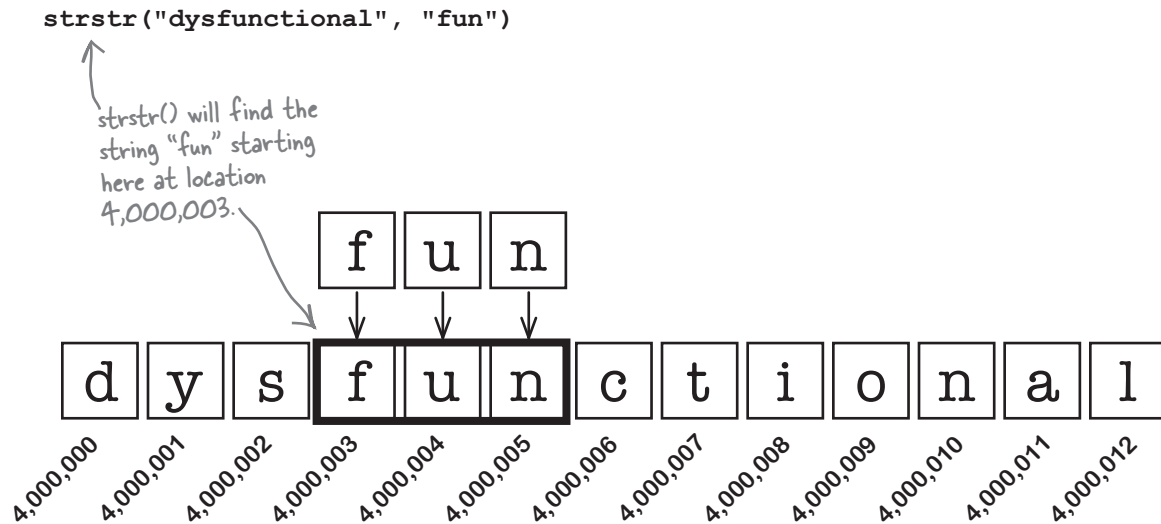 strstr("dysfunctional", "fun")
strstr() will find the
string “fun” starting
here at location
4,000,003.
f u n
d y s f u n c t i o n a l
4,000,000 4,000,001 4,000,002 4,000,003 4,000,004 4,000,005 4,000,006 4,000,007 4,000,008 4,000,009 4,000,010 4,000,011 4,000,012